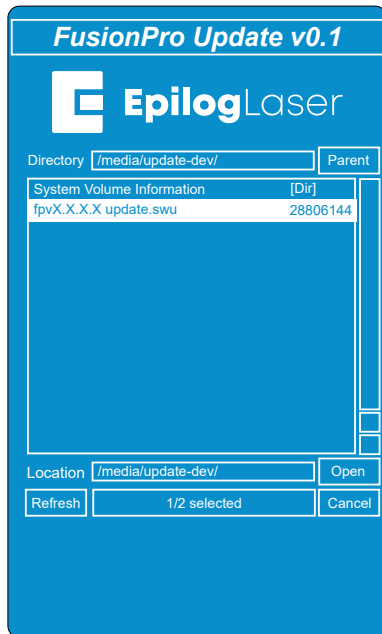 FusionPro Update v0.1
EpilogLaser
Directory /media/update-dev/ Parent
System Volume Information [Dir]
fpvX.X.X.X update.swu 28806144
Location /media/update-dev/ Open
Refresh 1/2 selected Cancel